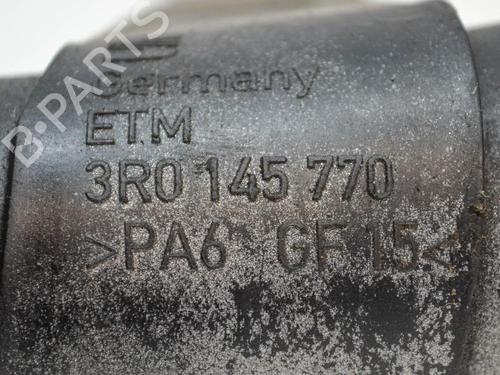 B-PARTS
Germany
ETM
3R0 145 770
>PA6 GF15<